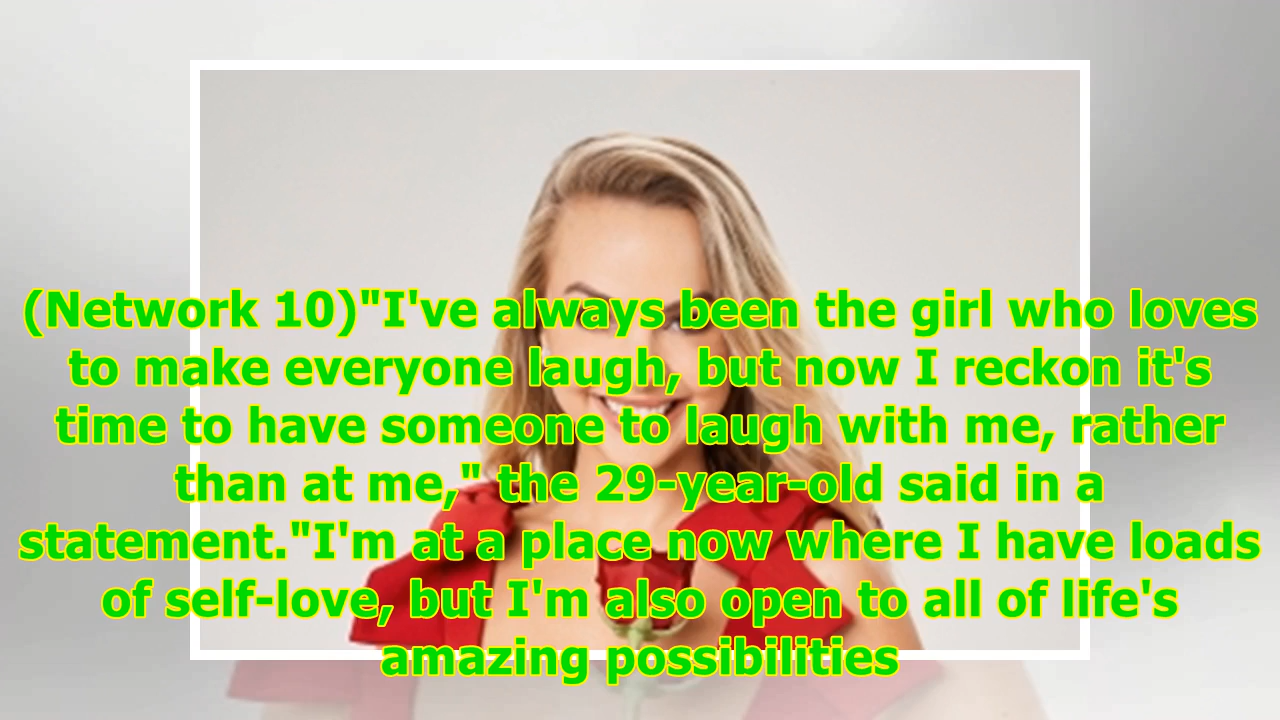 (Network 10)"I've always been the girl who loves
to make everyone laugh, but now I reckon it's
time to have someone to laugh with me, rather
than at me," the 29-year-old said in a
statement."I'm at a place now where I have loads
of self-love, but I'm also open to all of life's
amazing possibilities